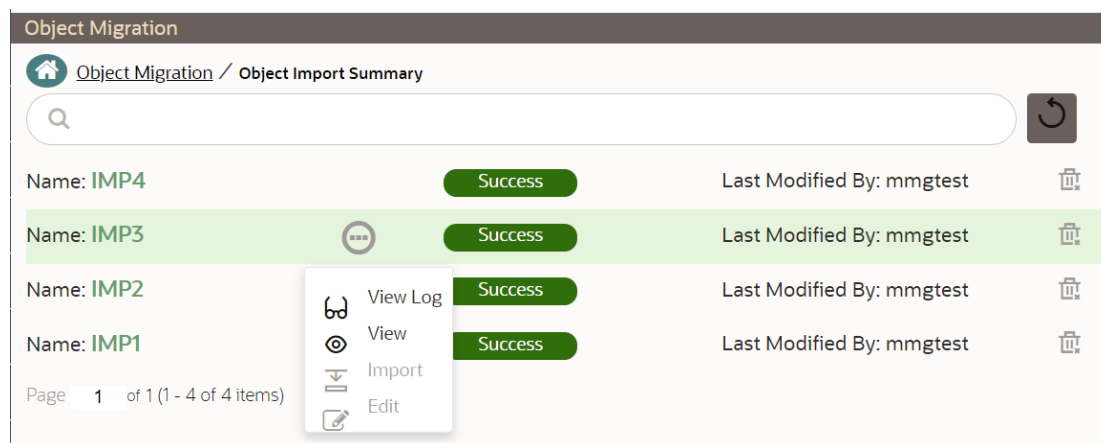 Object Migration
Object Migration / Object Import Summary
Name: IMP4 Success Last Modified By: mmgtest
Name: IMP3 Success Last Modified By: mmgtest
Name: IMP2 Success Last Modified By: mmgtest
Name: IMP1 Success Last Modified By: mmgtest
View Log
View
Import
Edit
Page 1 of 1 (1 - 4 of 4 items)